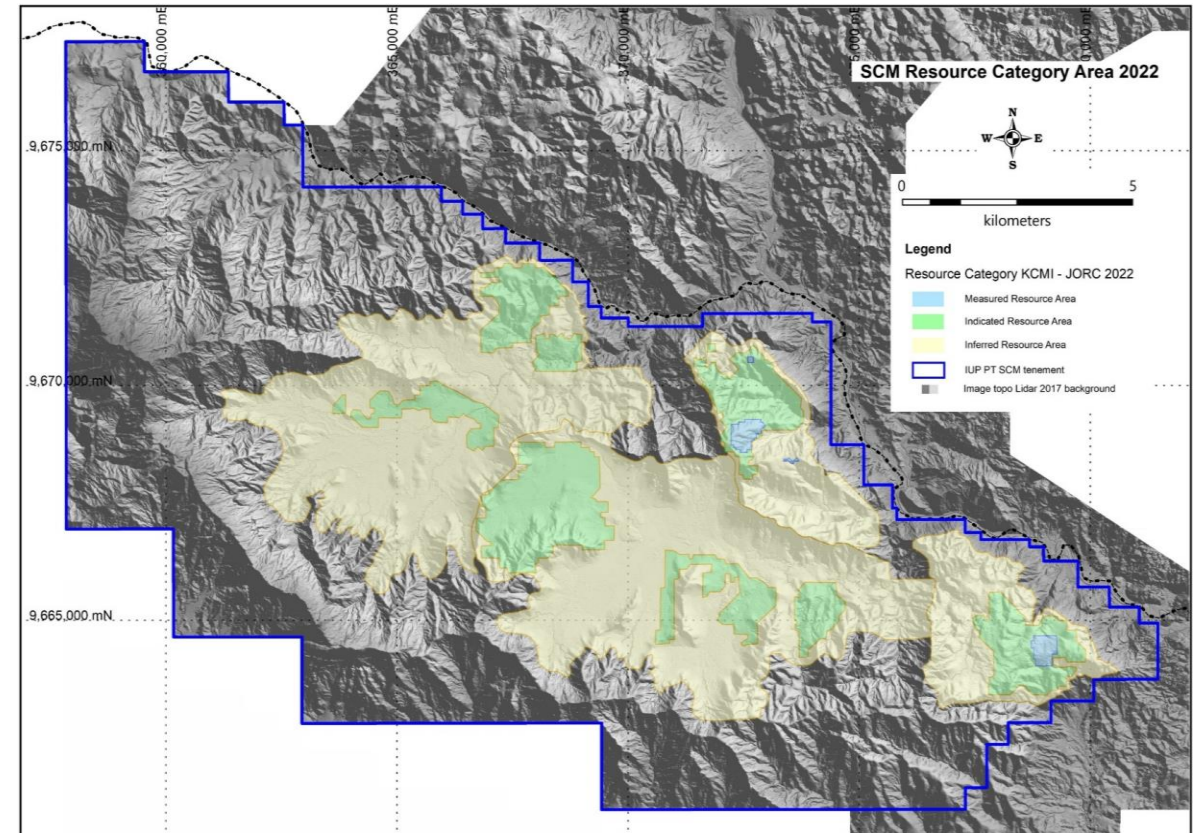 360,000 mE
365,000 mE
370,000 mE
SCM Resource Category Area 2022
N
W E
S
0 5
kilometers
Legend
Resource Category KCMI - JORC 2022
Measured Resource Area
Indicated Resource Area
Inferred Resource Area
IUP PT SCM tenement
Image topo Lidar 2017 background
9,675,000 mN
9,670,000 mN
9,665,000 mN